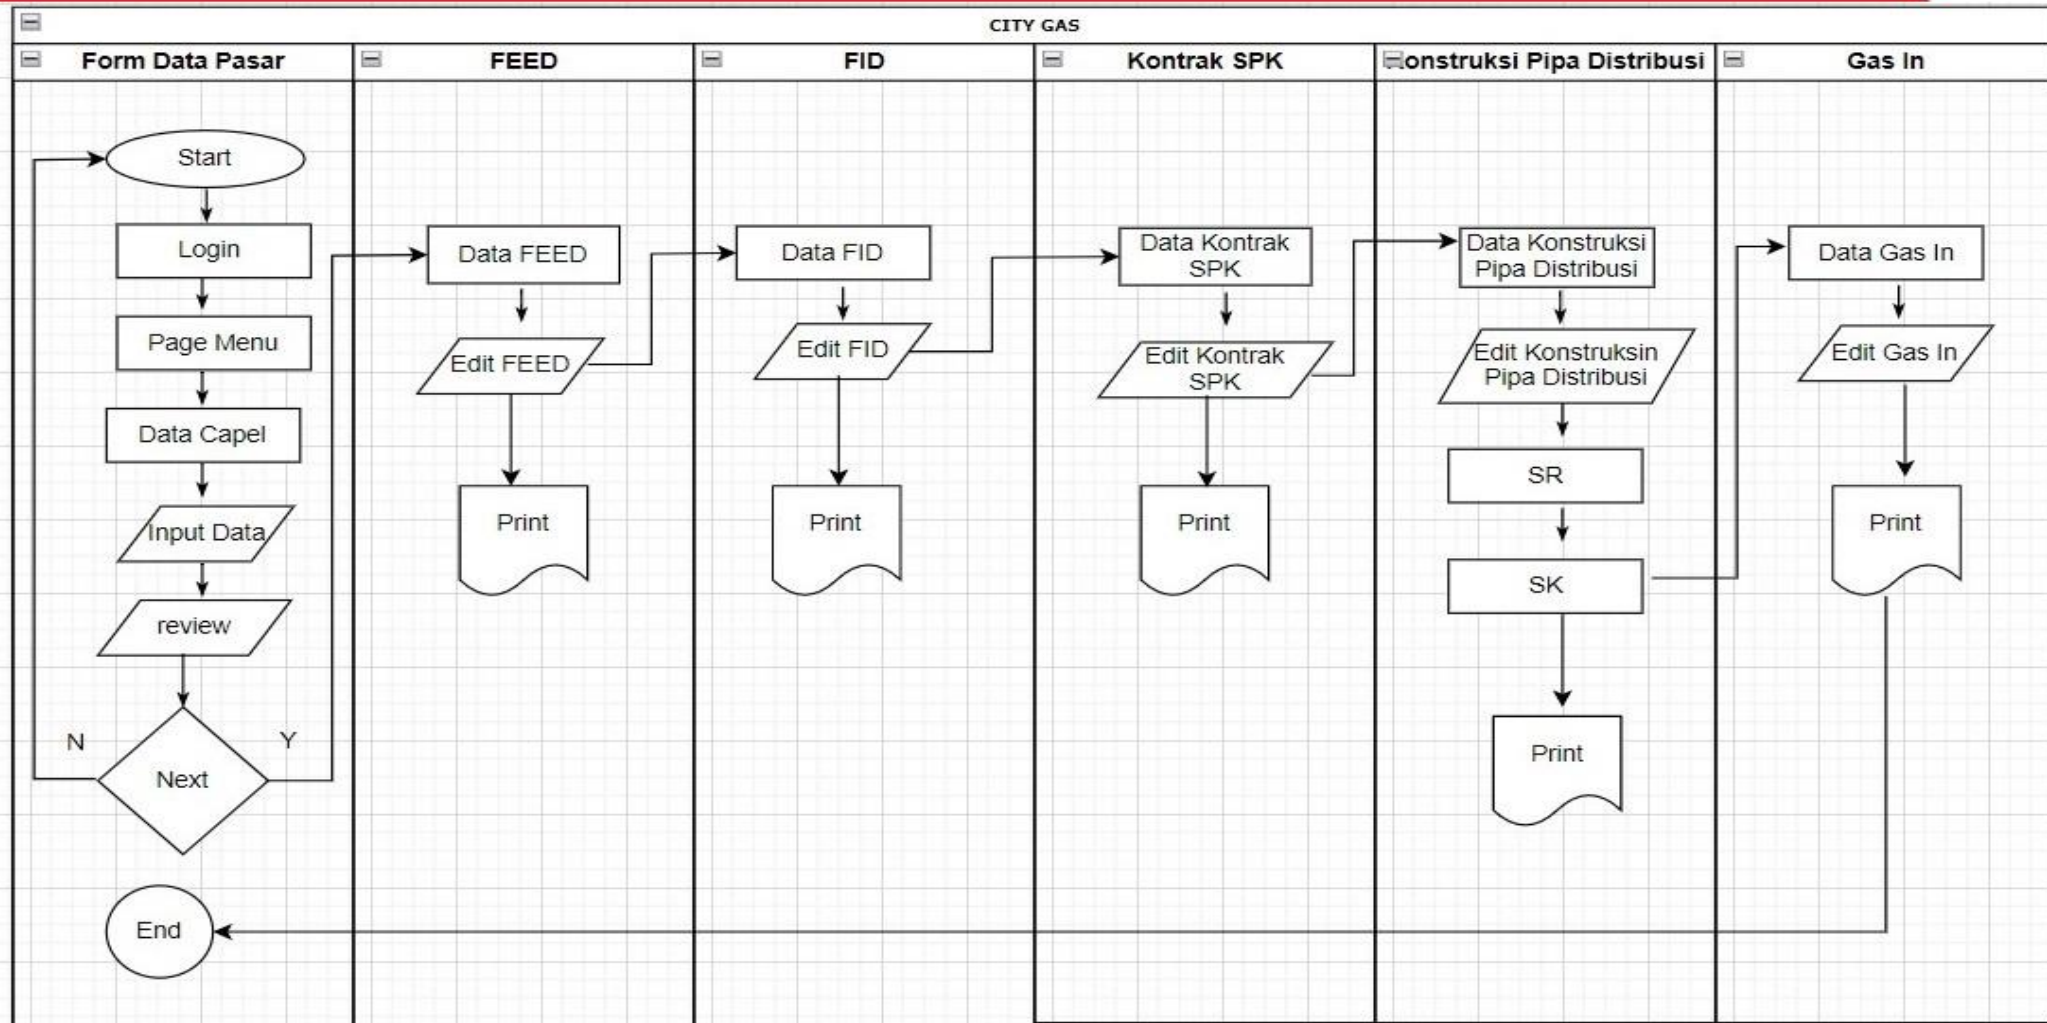 CITY GAS
Form Data Pasar
FEED
FID
Kontrak SPK
onstruksi Pipa Distribusi
Gas In
Start
Login
Page Menu
Data Capel
Input Data
review
N
Y
Next
End
Data FEED
Edit FEED
Print
Data FID
Edit FID
Print
Data Kontrak
SPK
Edit Kontrak
SPK
Print
Data Konstruksi
Pipa Distribusi
Edit Konstruksin
Pipa Distribusi
SR
SK
Print
Data Gas In
Edit Gas In
Print